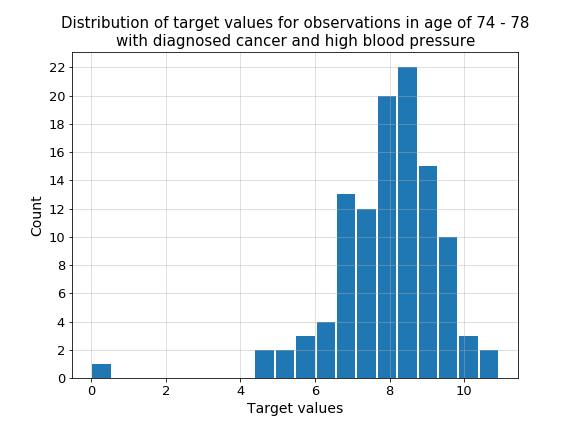 Distribution of target values for observations in age of 74 - 78
with diagnosed cancer and high blood pressure
22
20
18
16
14
12
10
8
6
4
2
0
Count
0 2 4 6 8 10
Target values